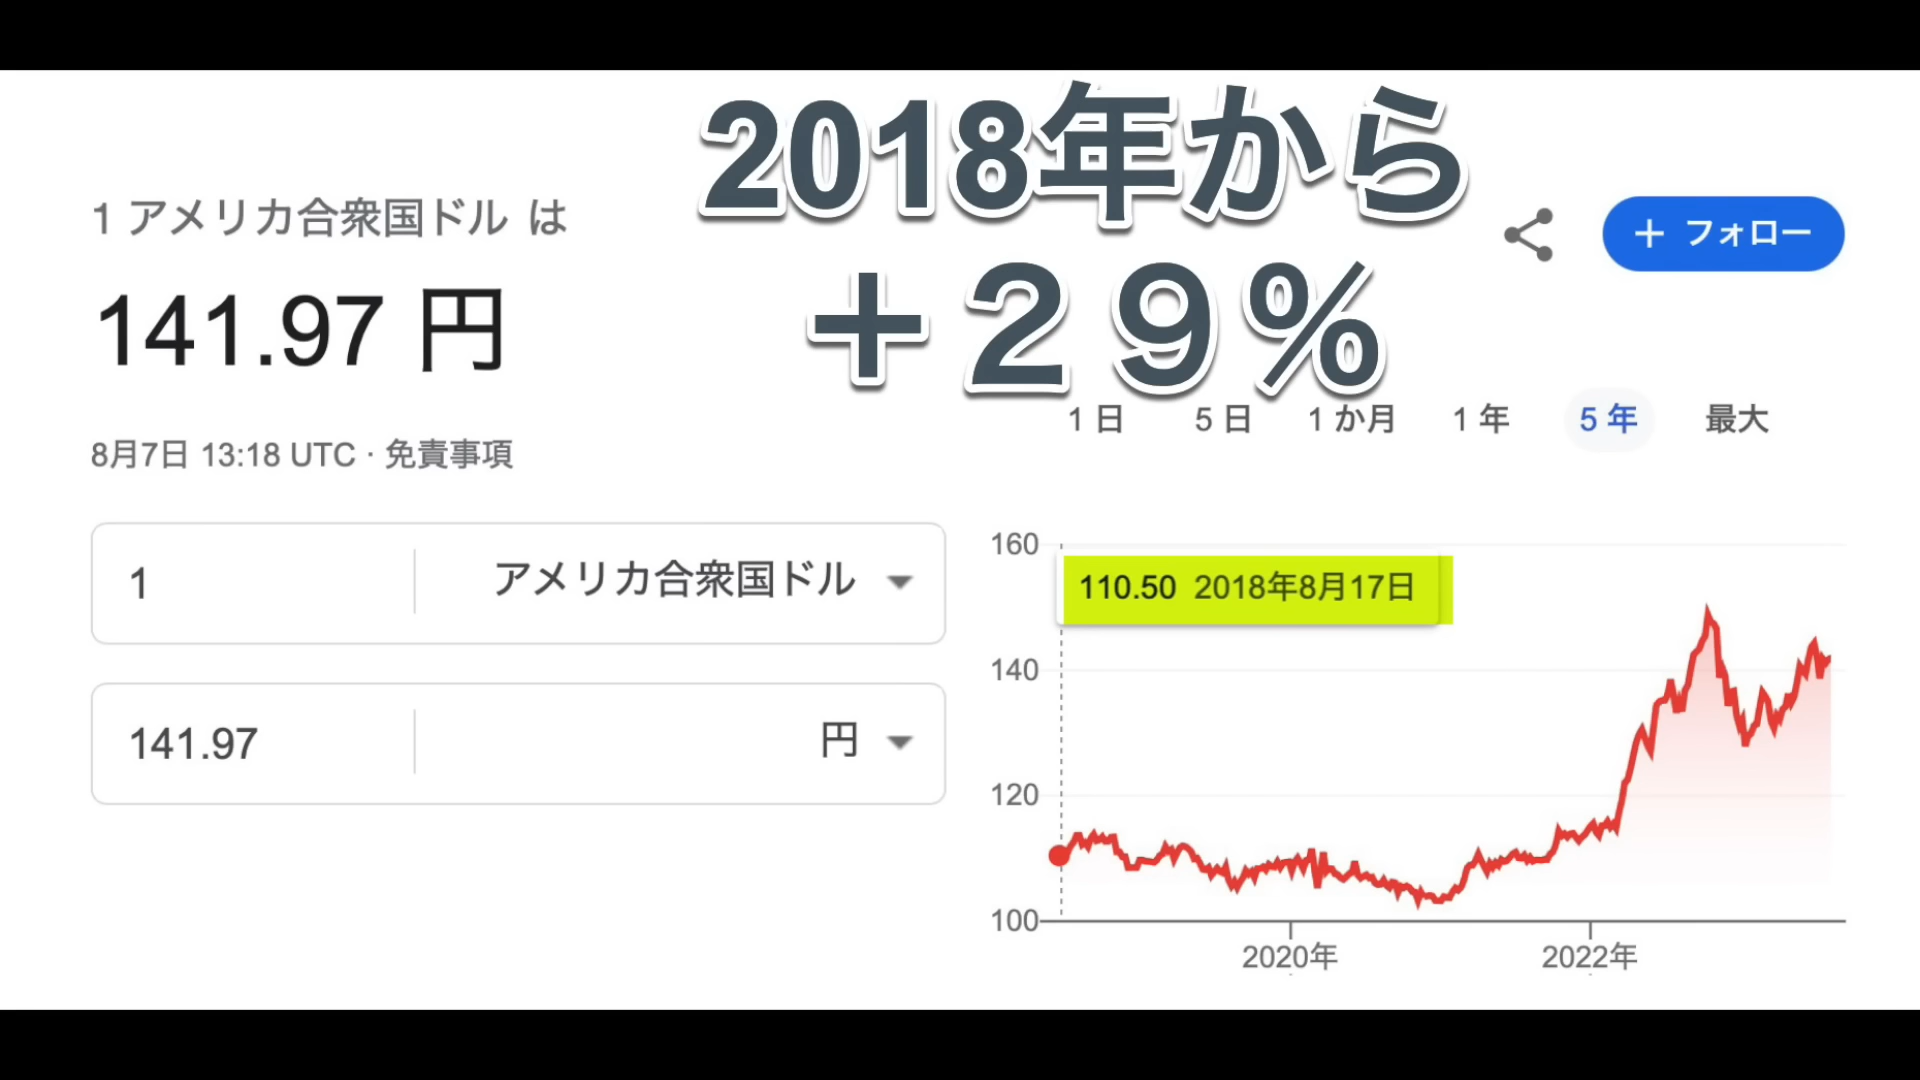 2018年から
＋２９％
1 アメリカ合衆国ドル は
141.97 円
8月7日 13:18 UTC · 免責事項
+ フォロー
1 日 5 日 1 か月 1 年 5 年 最大
1 アメリカ合衆国ドル
141.97 円
160
110.50 2018年8月17日
140
120
100
2020年 2022年